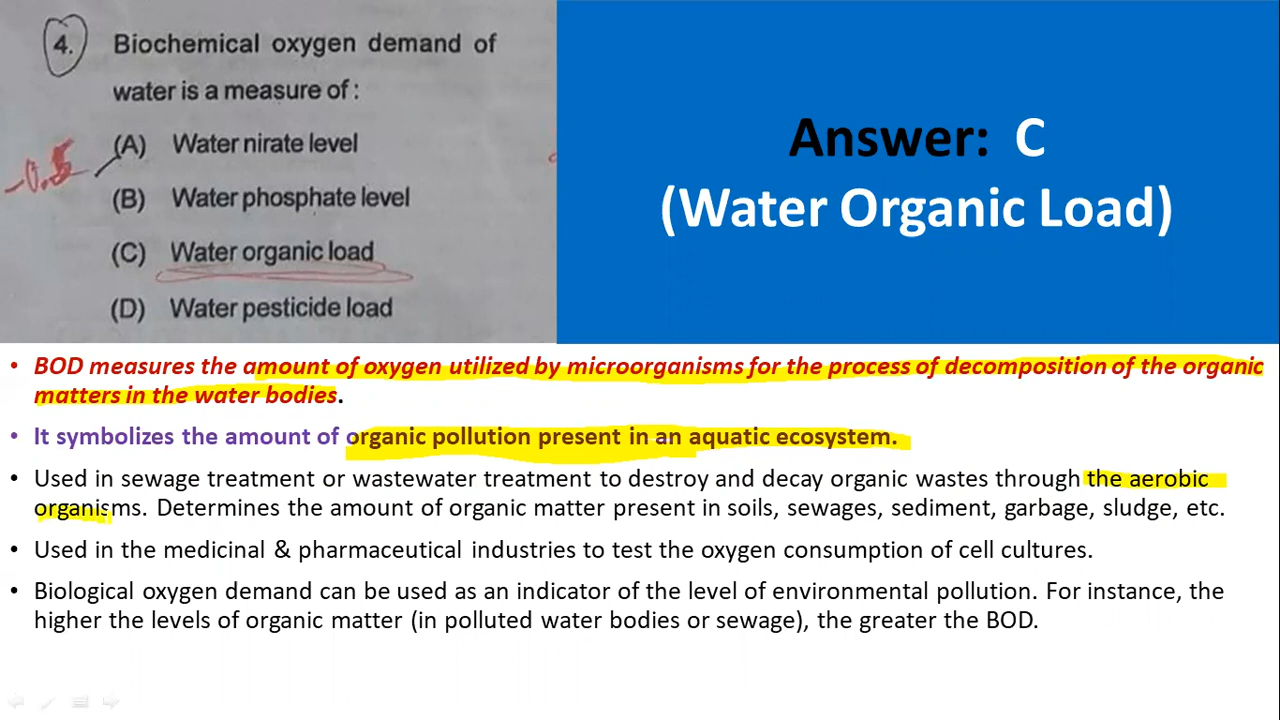 4. Biochemical oxygen demand of
water is a measure of :
-0.5
(A) Water nirate level
(B) Water phosphate level
(C) Water organic load
(D) Water pesticide load
Answer: C
(Water Organic Load)
• BOD measures the amount of oxygen utilized by microorganisms for the process of decomposition of the organic
matters in the water bodies.
• It symbolizes the amount of organic pollution present in an aquatic ecosystem.
• Used in sewage treatment or wastewater treatment to destroy and decay organic wastes through the aerobic
organisms. Determines the amount of organic matter present in soils, sewages, sediment, garbage, sludge, etc.
• Used in the medicinal & pharmaceutical industries to test the oxygen consumption of cell cultures.
• Biological oxygen demand can be used as an indicator of the level of environmental pollution. For instance, the
higher the levels of organic matter (in polluted water bodies or sewage), the greater the BOD.